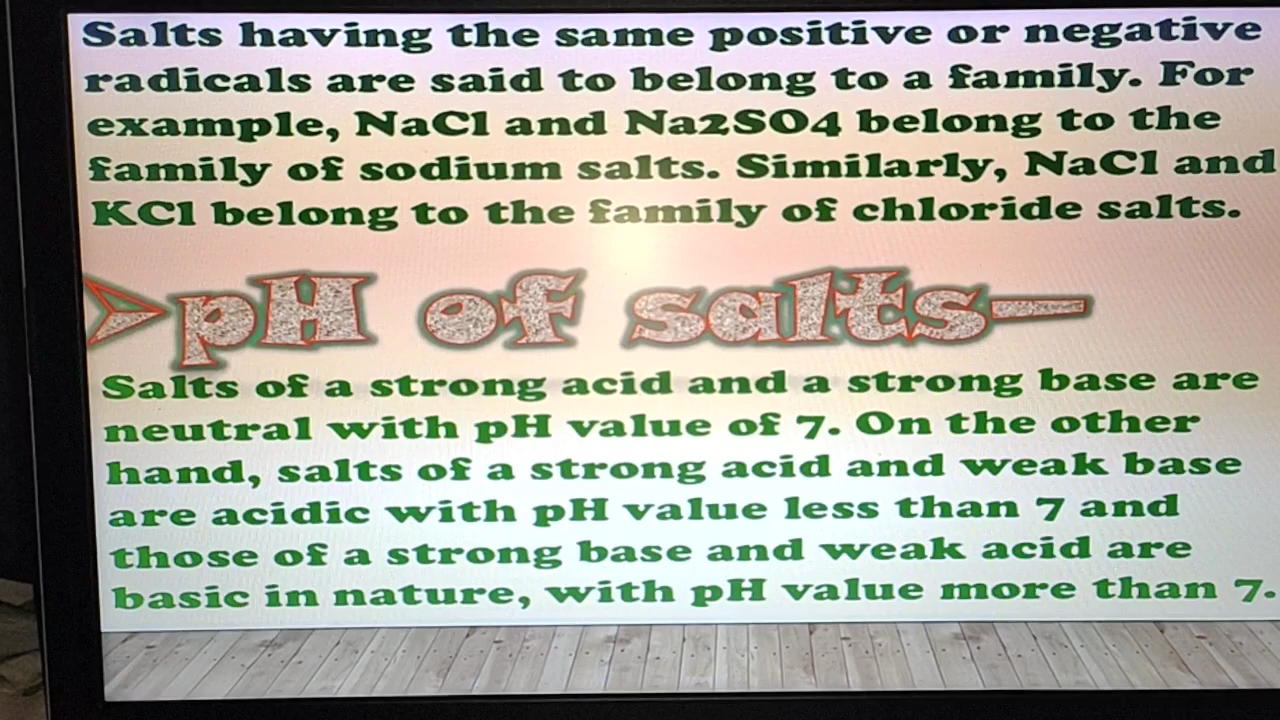 Salts having the same positive or negative
radicals are said to belong to a family. For
example, NaCl and Na2SO4 belong to the
family of sodium salts. Similarly, NaCl and
KCl belong to the family of chloride salts.
➢pH of salts—
Salts of a strong acid and a strong base are
neutral with pH value of 7. On the other
hand, salts of a strong acid and weak base
are acidic with pH value less than 7 and
those of a strong base and weak acid are
basic in nature, with pH value more than 7.